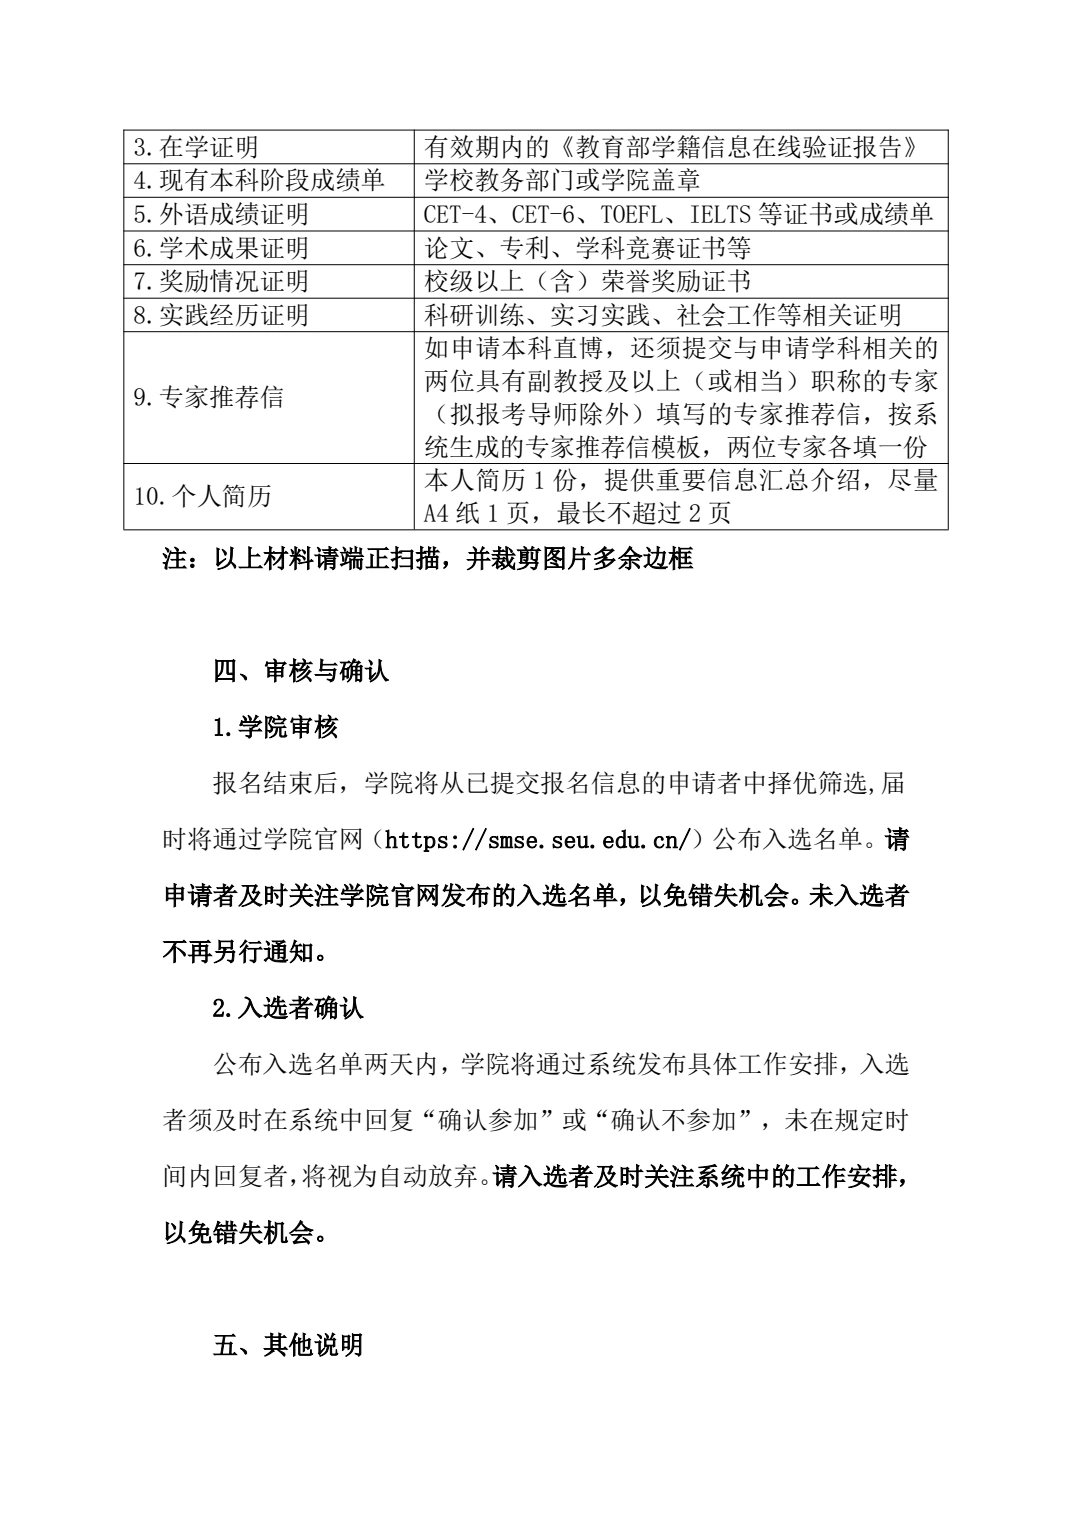 3.在学证明
有效期内的《教育部学籍信息在线验证报告》
4.现有本科阶段成绩单
学校教务部门或学院盖章
5.外语成绩证明
CET-4、CET-6、TOEFL、IELTS 等证书或成绩单
6.学术成果证明
论文、专利、学科竞赛证书等
7.奖励情况证明
校级以上（含）荣誉奖励证书
8.实践经历证明
科研训练、实习实践、社会工作等相关证明
9.专家推荐信
如申请本科直博，还须提交与申请学科相关的
两位具有副教授及以上（或相当）职称的专家
（拟报考导师除外）填写的专家推荐信，按系
统生成的专家推荐信模板，两位专家各填一份
10.个人简历
本人简历 1 份，提供重要信息汇总介绍，尽量
A4 纸 1 页，最长不超过 2 页
注：以上材料请端正扫描，并裁剪图片多余边框
四、审核与确认
1.学院审核
报名结束后，学院将从已提交报名信息的申请者中择优筛选,届
时将通过学院官网（https://smse.seu.edu.cn/）公布入选名单。请
申请者及时关注学院官网发布的入选名单，以免错失机会。未入选者
不再另行通知。
2.入选者确认
公布入选名单两天内，学院将通过系统发布具体工作安排，入选
者须及时在系统中回复“确认参加”或“确认不参加”，未在规定时
间内回复者，将视为自动放弃。请入选者及时关注系统中的工作安排，
以免错失机会。
五、其他说明